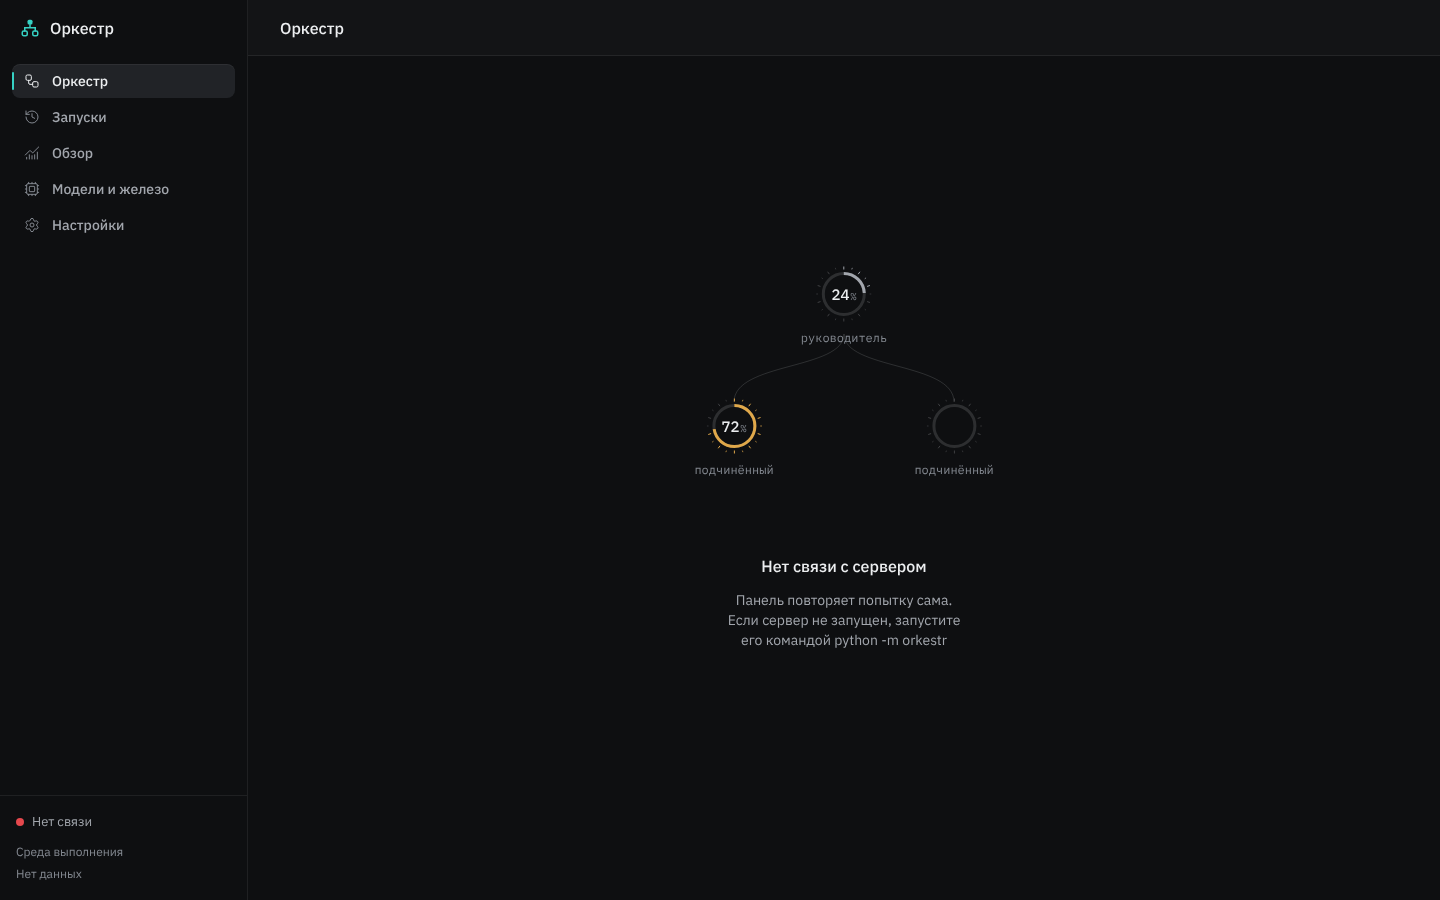 Оркестр
Оркестр
Оркестр
Запуски
Обзор
Модели и железо
Настройки
24%
руководитель
72%
подчинённый
подчинённый
Нет связи с сервером
Панель повторяет попытку сама.
Если сервер не запущен, запустите
его командой python -m orkestr
Нет связи
Среда выполнения
Нет данных